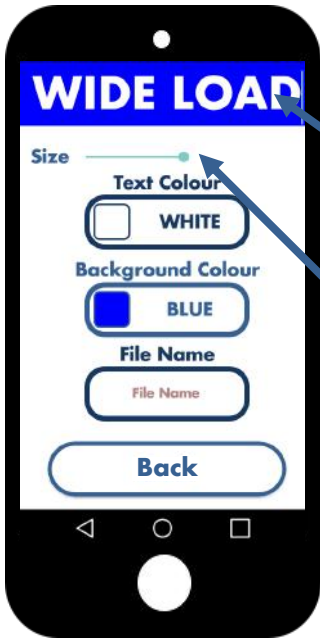 WIDE LOAD
Size
Text Colour
WHITE
Background Colour
BLUE
File Name
File Name
Back